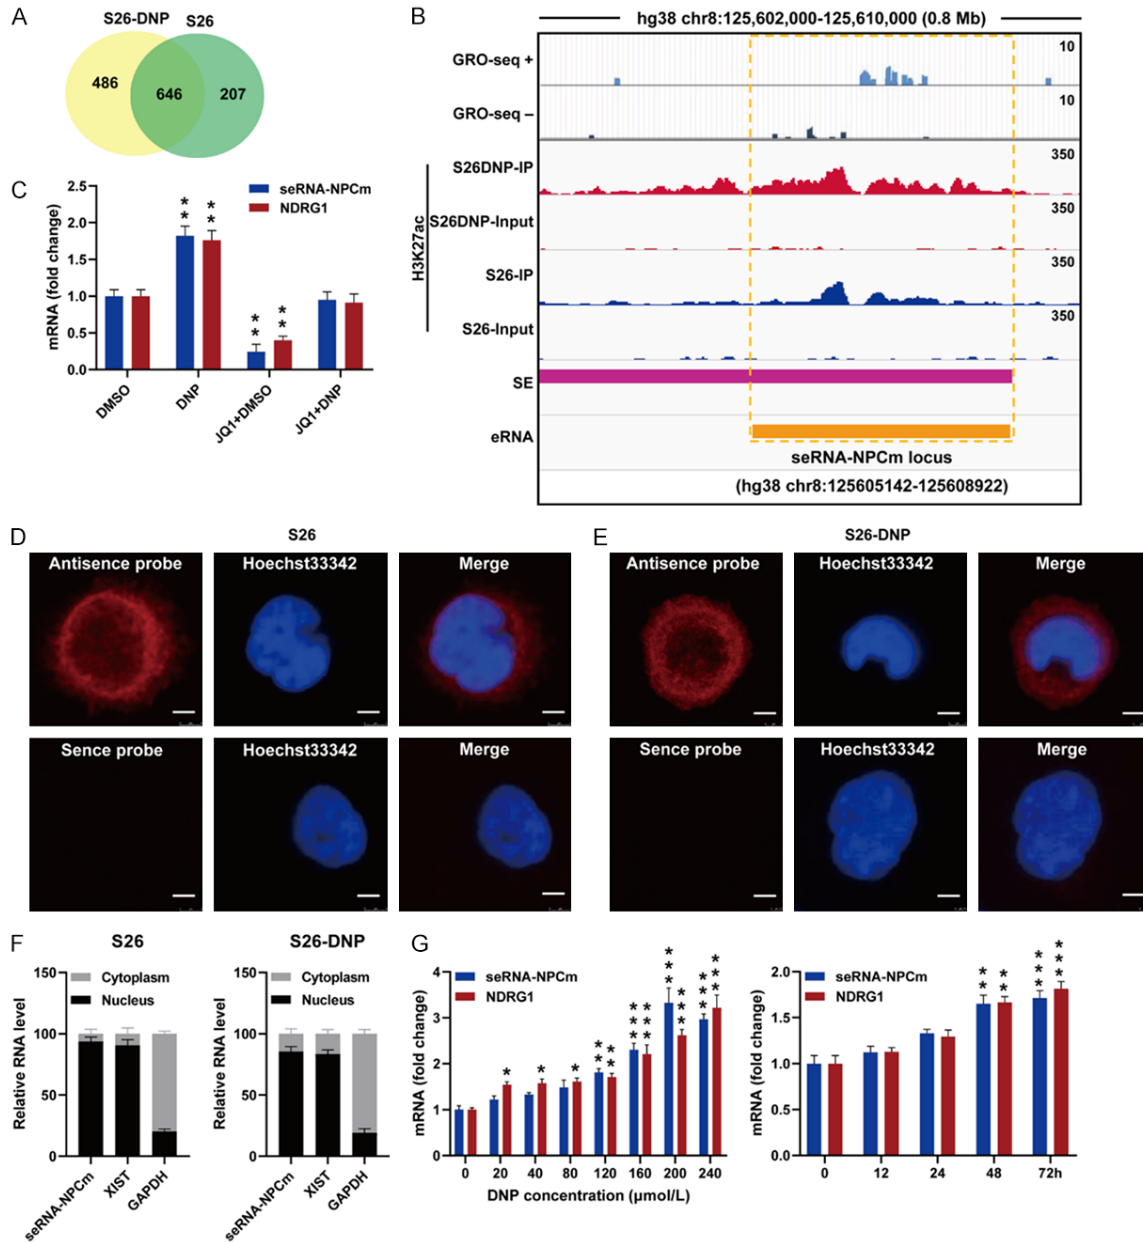 A
S26-DNP
S26
486
646
207
B
hg38 chr8:125,602,000-125,610,000 (0.8 Mb)
GRO-seq +
10
GRO-seq –
10
H3K27ac
S26DNP-IP
350
S26DNP-Input
350
S26-IP
350
S26-Input
350
SE
eRNA
seRNA-NPCm locus
(hg38 chr8:125605142-125608922)
C
mRNA (fold change)
2.5
2.0
1.5
1.0
0.5
0.0
seRNA-NPCm
NDRG1
**
**
**
**
DMSO
DNP
JQ1+DMSO
JQ1+DNP
D
S26
Antisence probe
Hoechst33342
Merge
Sence probe
Hoechst33342
Merge
E
S26-DNP
Antisence probe
Hoechst33342
Merge
Sence probe
Hoechst33342
Merge
F
S26
Relative RNA level
150
100
50
0
Cytoplasm
Nucleus
seRNA-NPCm
XIST
GAPDH
S26-DNP
Relative RNA level
150
100
50
0
Cytoplasm
Nucleus
seRNA-NPCm
XIST
GAPDH
G
mRNA (fold change)
4
3
2
1
0
seRNA-NPCm
NDRG1
*
*
*
**
**
***
***
***
***
***
***
0 20 40 80 120 160 200 240
DNP concentration (μmol/L)
mRNA (fold change)
2.0
1.5
1.0
0.5
0.0
seRNA-NPCm
NDRG1
**
**
***
***
0 12 24 48 72h